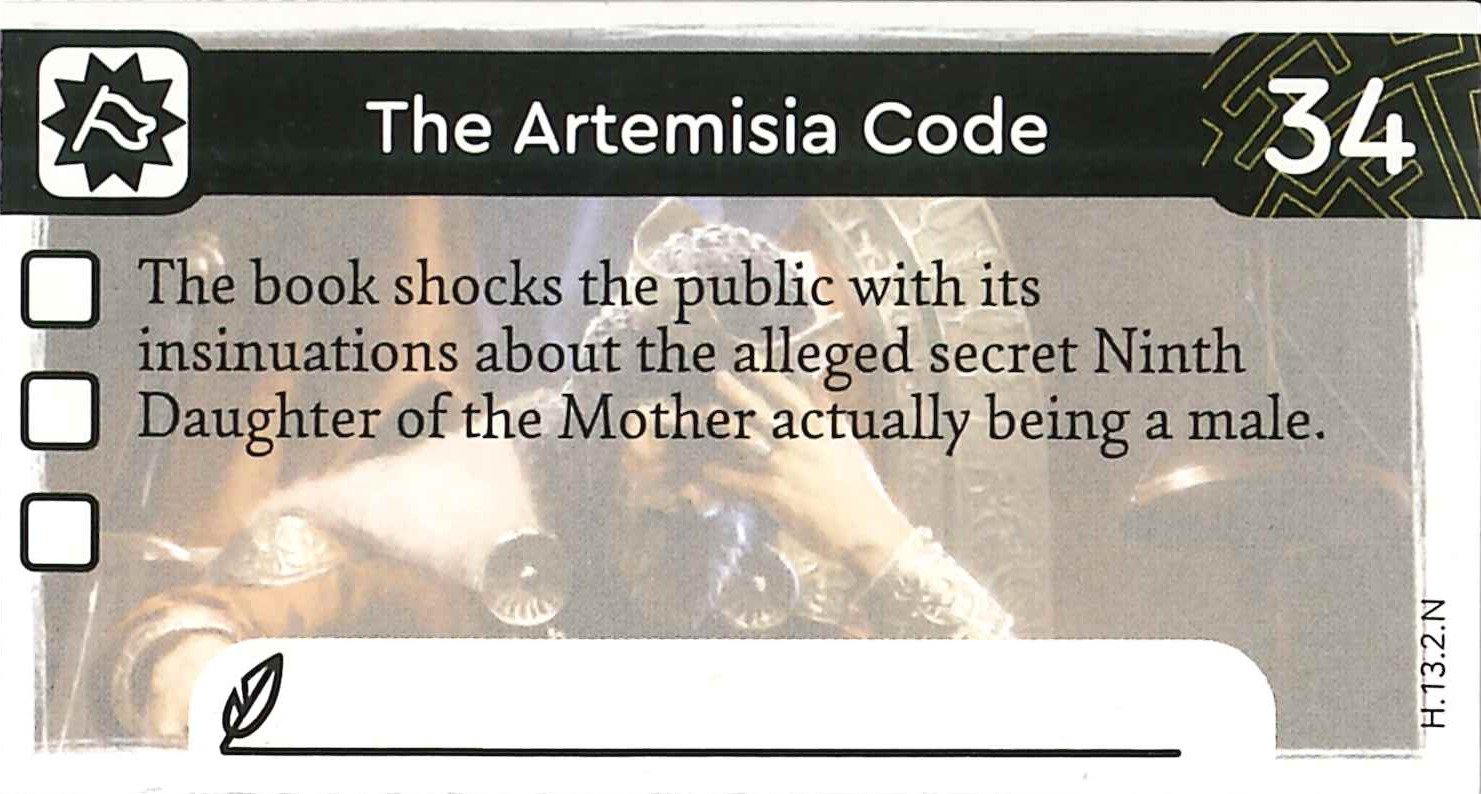 The Artemisia Code
34
The book shocks the public with its
insinuations about the alleged secret Ninth
Daughter of the Mother actually being a male.
H.13.2.N